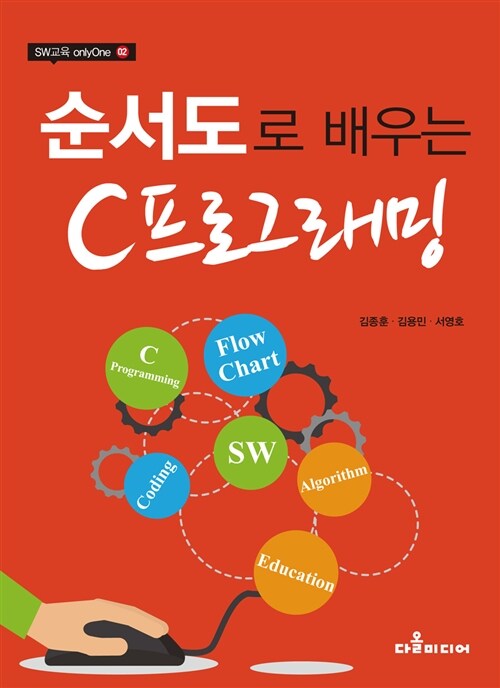 SW교육 onlyOne 02
순서도로 배우는
C프로그래밍
김종훈 · 김용민 · 서영호
C
Programming
Flow
Chart
SW
Coding
Algorithm
Education
다올미디어